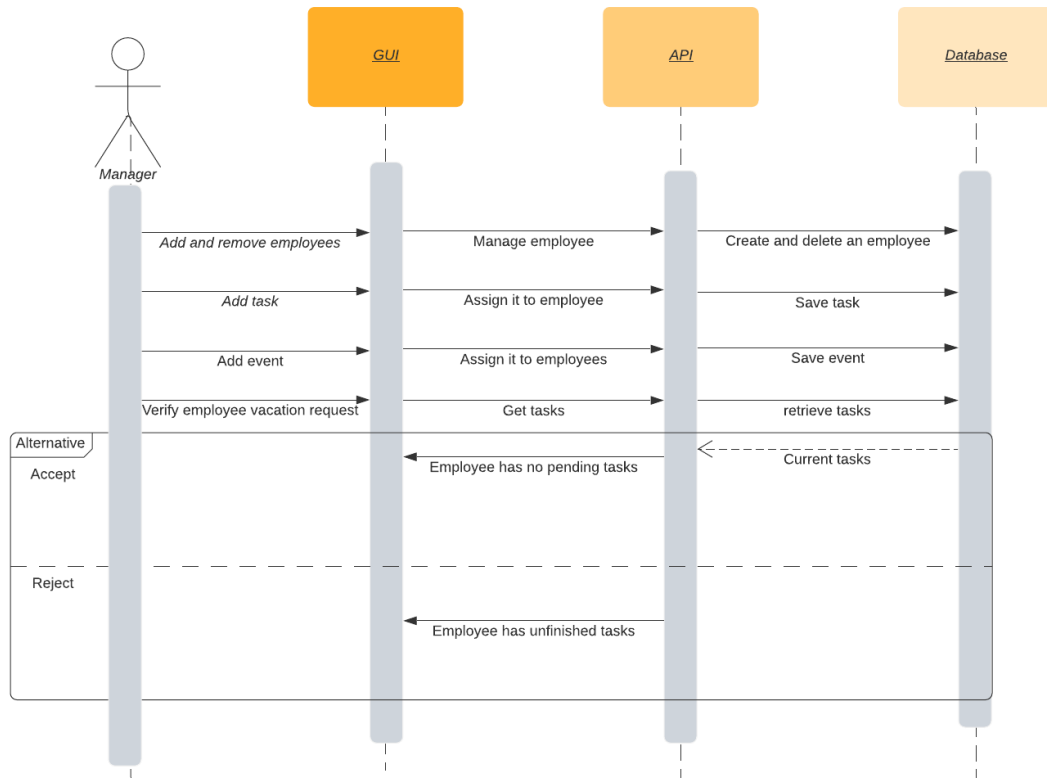 GUI
API
Database
Manager
Add and remove employees
Manage employee
Create and delete an employee
Add task
Assign it to employee
Save task
Add event
Assign it to employees
Save event
Verify employee vacation request
Get tasks
retrieve tasks
Alternative
Accept
Employee has no pending tasks
Current tasks
Reject
Employee has unfinished tasks